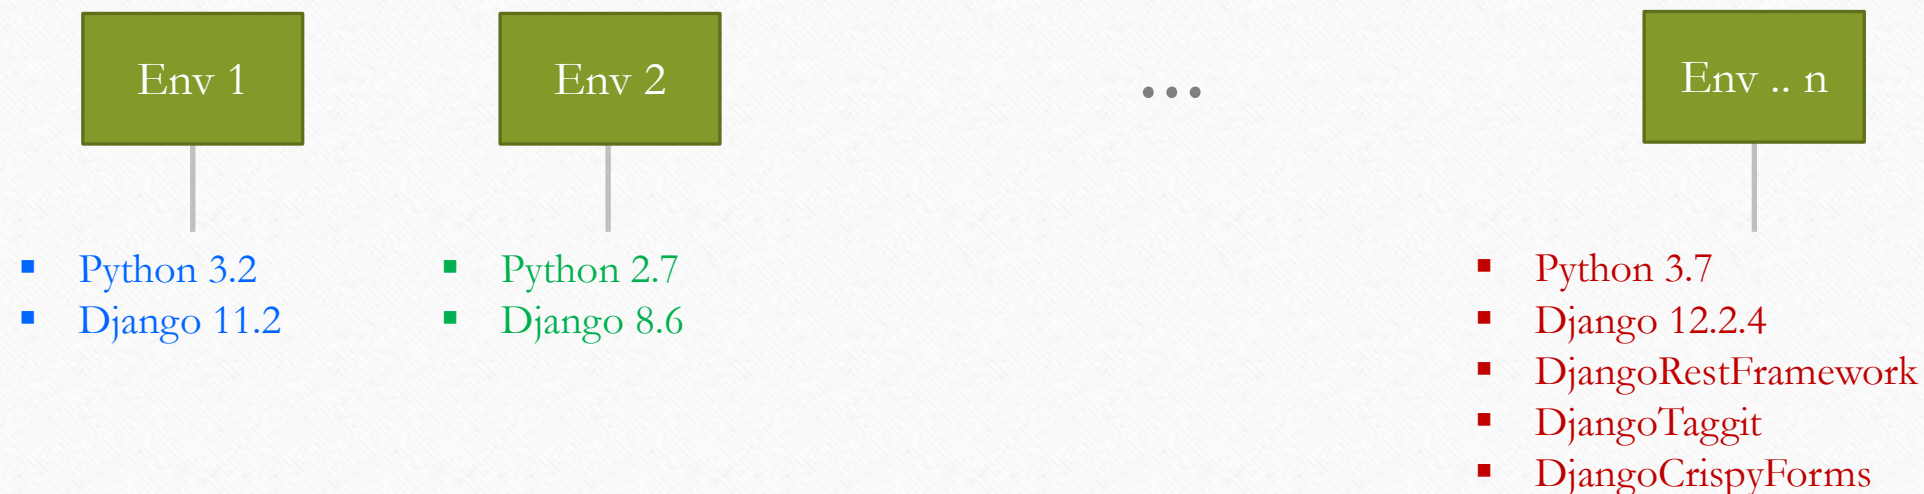 Env 1
Env 2
...
Env .. n
Python 3.2
Django 11.2
Python 2.7
Django 8.6
Python 3.7
Django 12.2.4
DjangoRestFramework
DjangoTaggit
DjangoCrispyForms